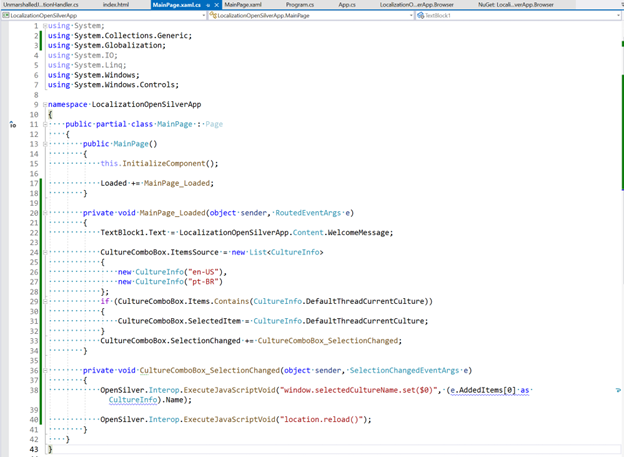 Unmarshalled)...tionHandler.cs index.html MainPage.xaml.cs MainPage.xaml Program.cs App.cs LocalizationO...erApp.Browser NuGet: Locali...verApp.Browser
LocalizationOpenSilverApp LocalizationOpenSilverApp.MainPage TextBlock1
1 using System;
2 using System.Collections.Generic;
3 using System.Globalization;
4 using System.IO;
5 using System.Linq;
6 using System.Windows;
7 using System.Windows.Controls;
8
9 namespace LocalizationOpenSilverApp
10 {
11 public partial class MainPage : Page
12 {
13 public MainPage()
14 {
15 this.InitializeComponent();
16
17 Loaded += MainPage_Loaded;
18 }
19
20 private void MainPage_Loaded(object sender, RoutedEventArgs e)
21 {
22 TextBlock1.Text = LocalizationOpenSilverApp.Content.WelcomeMessage;
23
24 CultureComboBox.ItemsSource = new List<CultureInfo>
25 {
26 new CultureInfo("en-US"),
27 new CultureInfo("pt-BR")
28 };
29 if (CultureComboBox.Items.Contains(CultureInfo.DefaultThreadCurrentCulture))
30 {
31 CultureComboBox.SelectedItem = CultureInfo.DefaultThreadCurrentCulture;
32 }
33 CultureComboBox.SelectionChanged += CultureComboBox_SelectionChanged;
34 }
35
36 private void CultureComboBox_SelectionChanged(object sender, SelectionChangedEventArgs e)
37 {
38 OpenSilver.Interop.ExecuteJavaScriptVoid("window.selectedCultureName.set($0)", (e.AddedItems[0] as
CultureInfo).Name);
39
40 OpenSilver.Interop.ExecuteJavaScriptVoid("location.reload()");
41 }
42 }
43 }